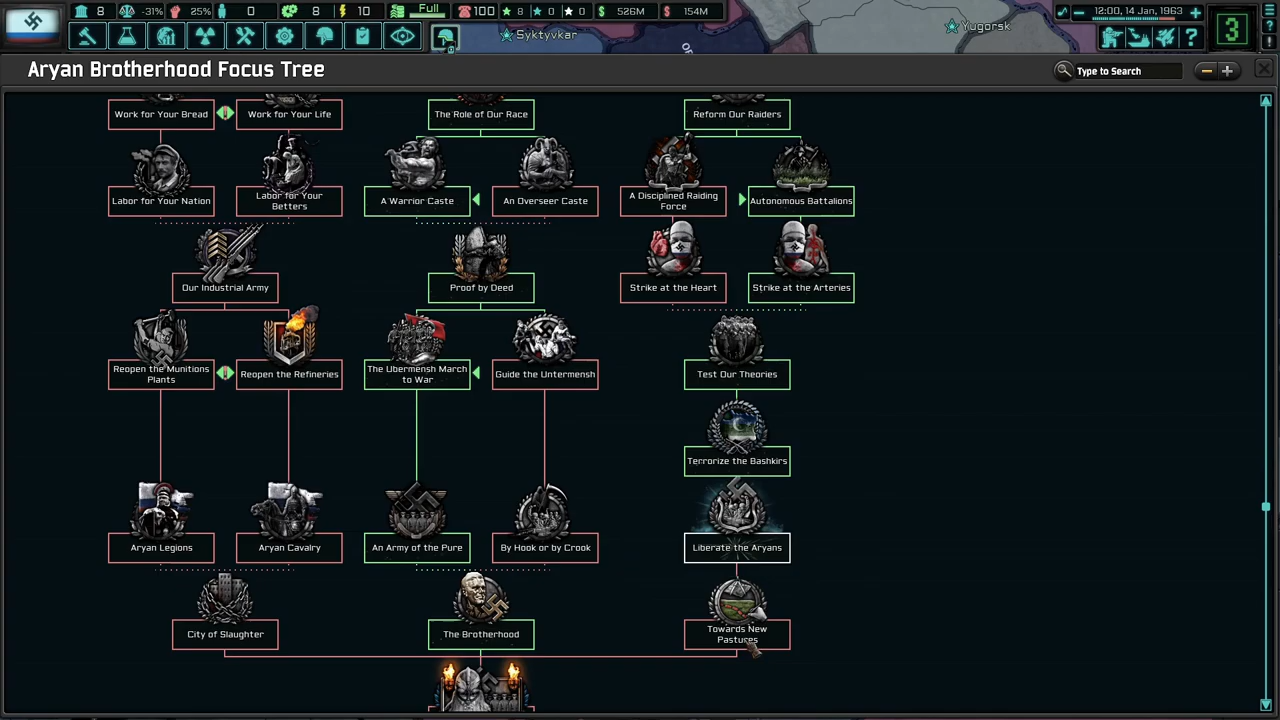 8 -31% 25% 0 8 10 Full 100 8 0 0 526M 154M 12:00, 14 Jan, 1963
3
Syktyvkar
Yugorsk
Aryan Brotherhood Focus Tree
Type to Search
Work for Your Bread
Work for Your Life
The Role of Our Race
Reform Our Raiders
Labor for Your Nation
Labor for Your
Betters
A Warrior Caste
An Overseer Caste
A Disciplined Raiding
Force
Autonomous Battalions
Our Industrial Army
Proof by Deed
Strike at the Heart
Strike at the Arteries
Reopen the Munitions
Plants
Reopen the Refineries
The Ubermensh March
to War
Guide the Untermensh
Test Our Theories
Terrorize the Bashkirs
Aryan Legions
Aryan Cavalry
An Army of the Pure
By Hook or by Crook
Liberate the Aryans
City of Slaughter
The Brotherhood
Towards New
Pastures